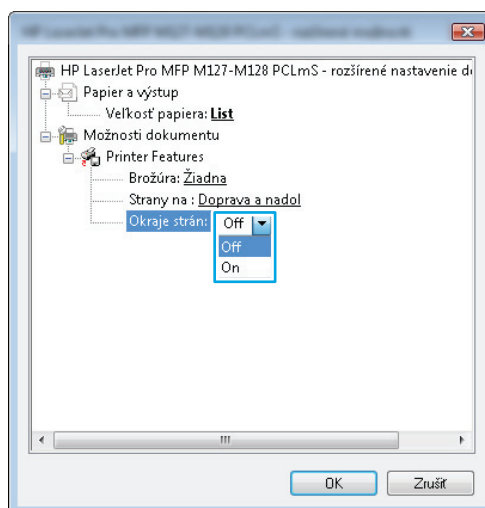 HP LaserJet Pro MFP M127-M128 PCLmS - rozšírené nastavenie d
Papier a výstup
Veľkosť papiera: List
Možnosti dokumentu
Printer Features
Brožúra: Žiadna
Strany na : Doprava a nadol
Okraje strán: Off
Off
On
OK Zrušiť